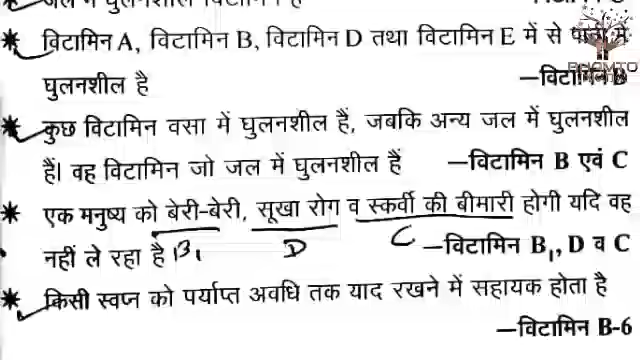 * जल में घुलनशील विटामिन है
* विटामिन A, विटामिन B, विटामिन D तथा विटामिन E में से पानी में
घुलनशील है —विटामिन B
* कुछ विटामिन वसा में घुलनशील हैं, जबकि अन्य जल में घुलनशील
हैं। वह विटामिन जो जल में घुलनशील हैं —विटामिन B एवं C
* एक मनुष्य को बेरी-बेरी, सूखा रोग व स्कर्वी की बीमारी होगी यदि वह
नहीं ले रहा है B₁ D C —विटामिन B₁, D व C
* किसी स्वप्न को पर्याप्त अवधि तक याद रखने में सहायक होता है
—विटामिन B-6